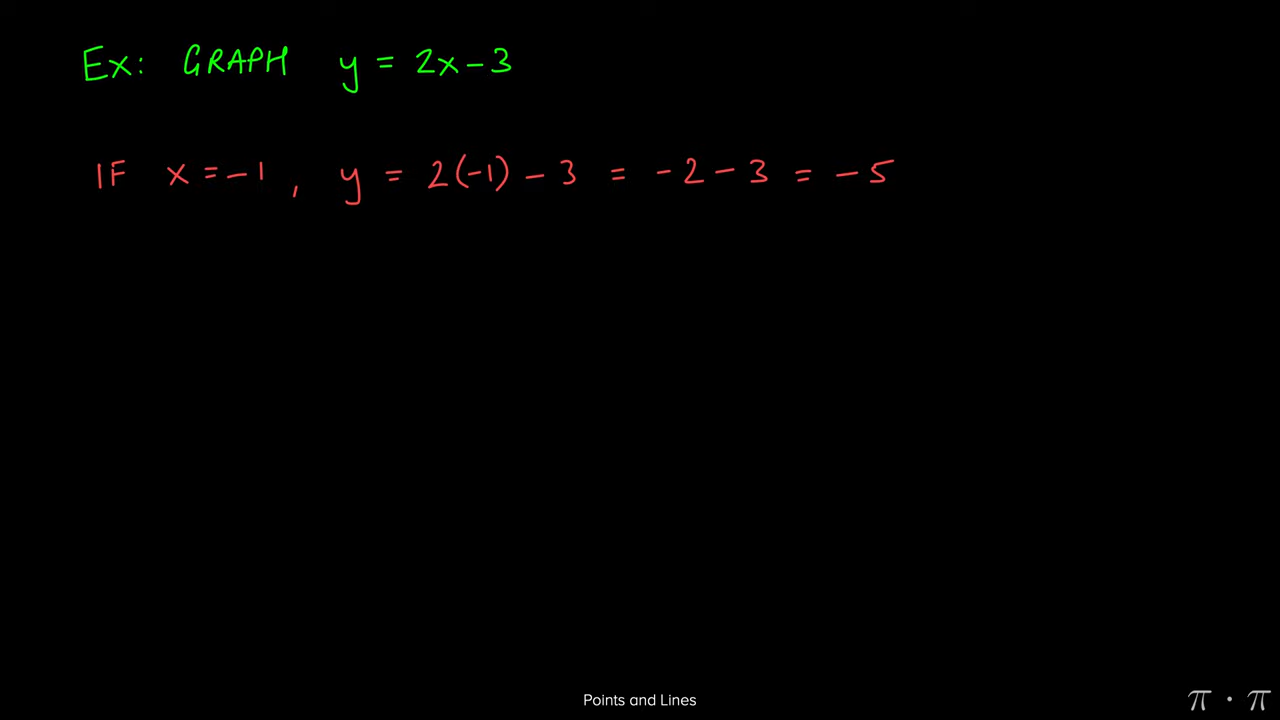 Ex: GRAPH y = 2x - 3
IF x = -1, y = 2(-1) - 3 = -2 - 3 = -5
Points and Lines
π · π